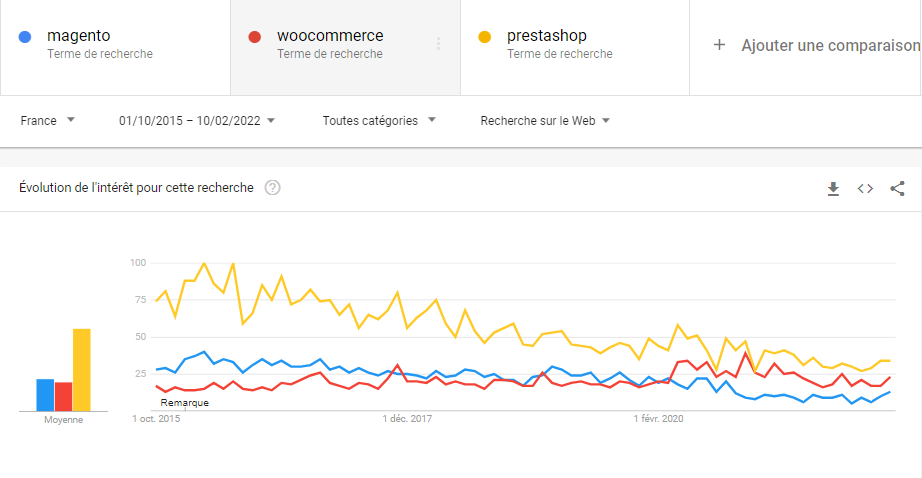 magento
Terme de recherche
woocommerce
Terme de recherche
prestashop
Terme de recherche
+ Ajouter une comparaison
France
01/10/2015 – 10/02/2022
Toutes catégories
Recherche sur le Web
Évolution de l'intérêt pour cette recherche
?
100
75
50
25
Remarque
Moyenne
1 oct. 2015
1 déc. 2017
1 févr. 2020